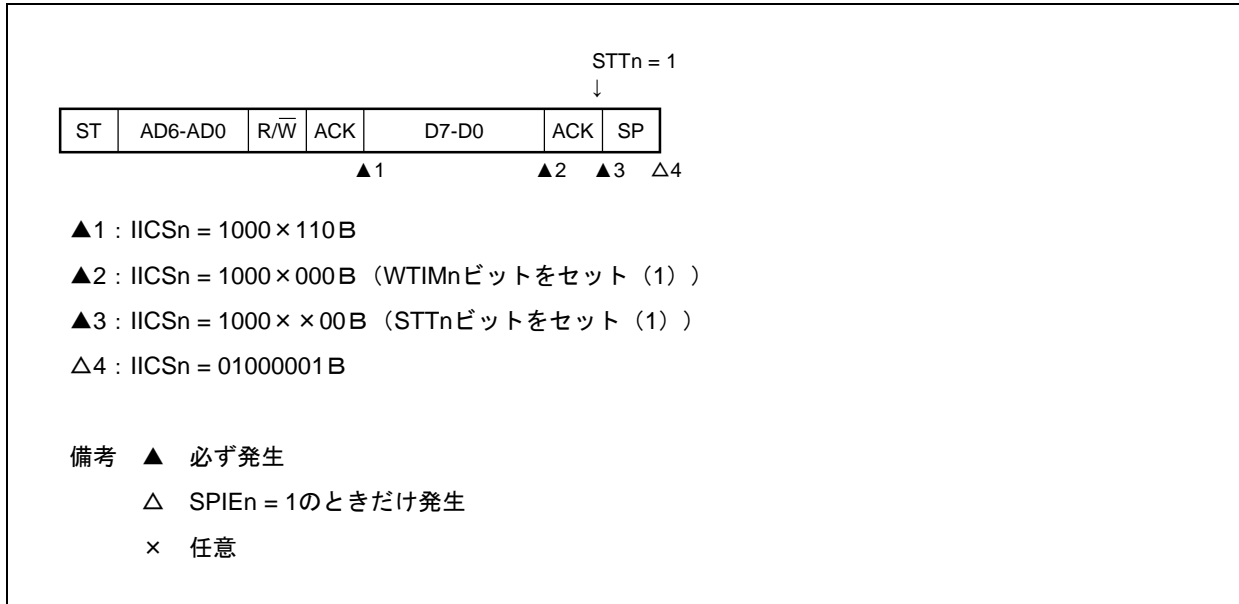 STTn = 1
↓
ST AD6-AD0 R/W̅ ACK D7-D0 ACK SP
▲1 ▲2 ▲3 △4
▲1：IICSn = 1000×110B
▲2：IICSn = 1000×000B（WTIMnビットをセット（1））
▲3：IICSn = 1000××00B（STTnビットをセット（1））
△4：IICSn = 01000001B
備考 ▲ 必ず発生
△ SPIEn = 1のときだけ発生
× 任意